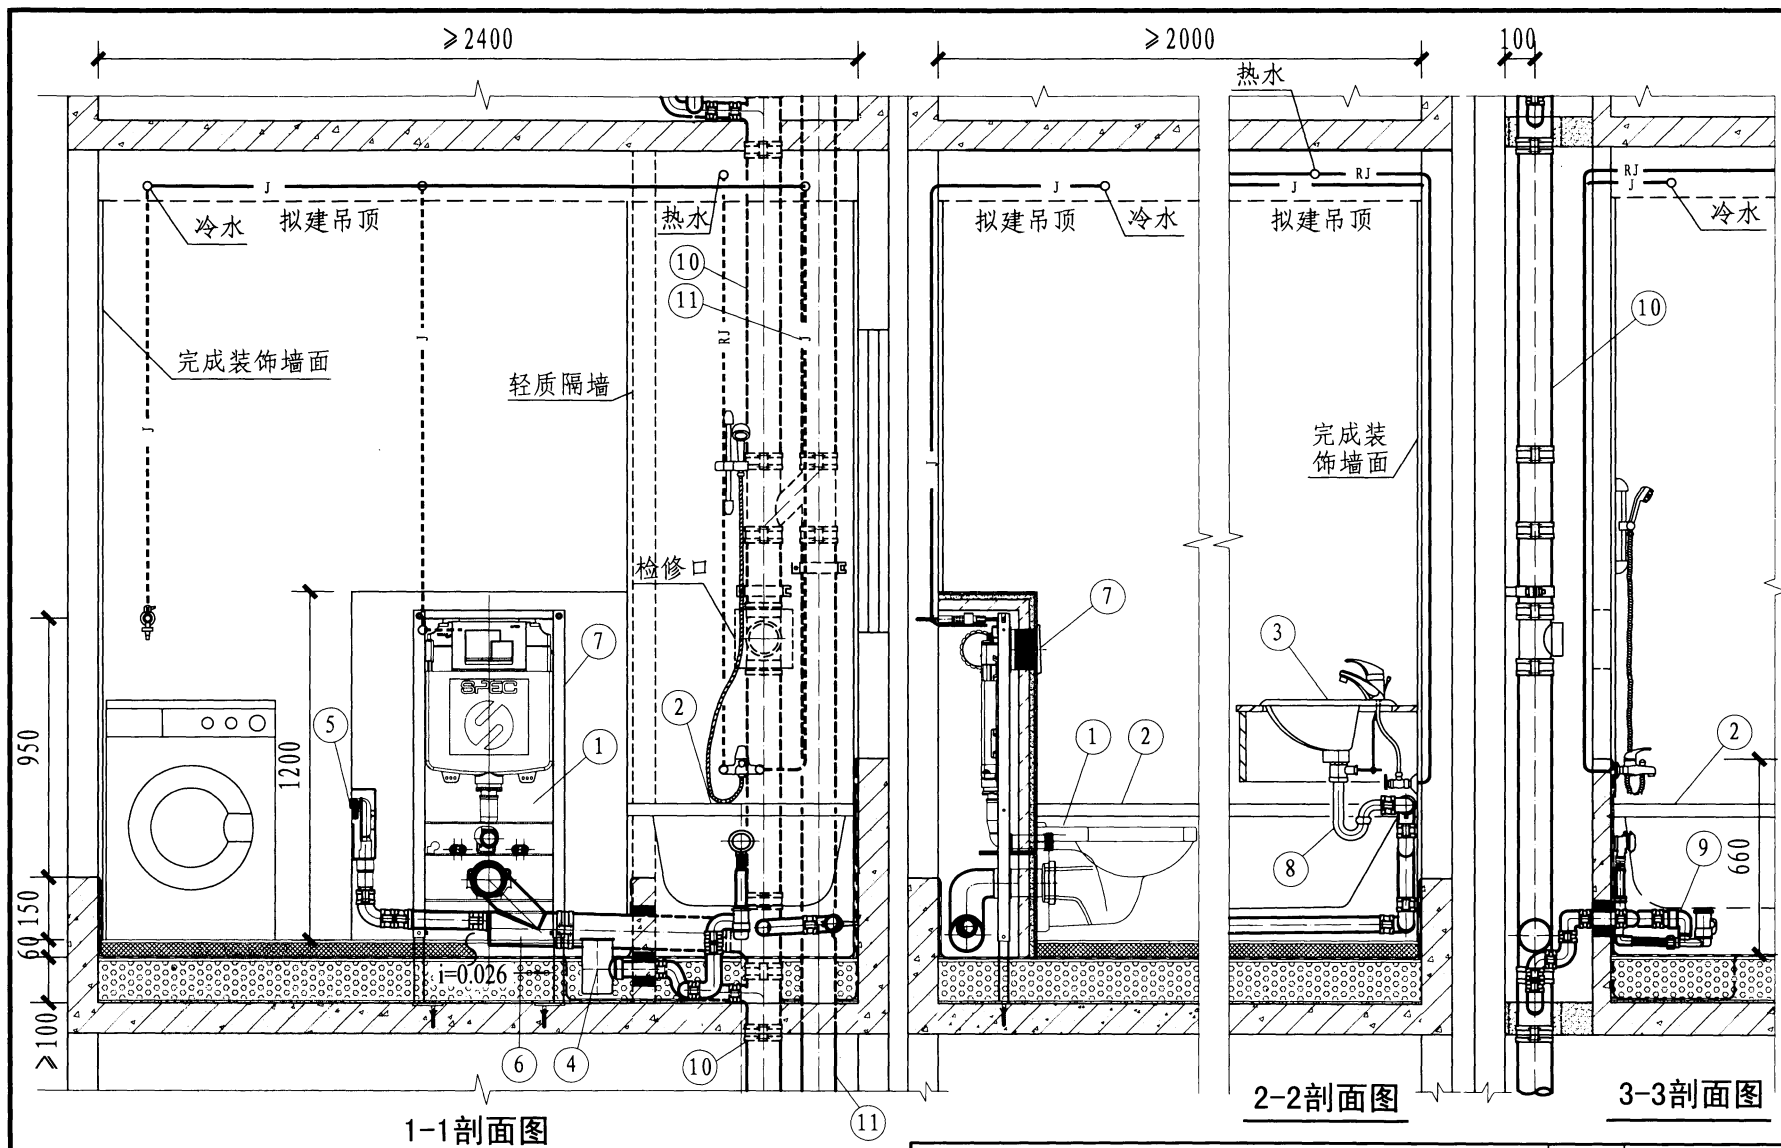 ≥2400
≥2000
100
热水
J
RJ
J
J
RJ
J
冷水
拟建吊顶
热水
拟建吊顶
冷水
拟建吊顶
冷水
10
11
10
J
RJ
J
完成装饰墙面
轻质隔墙
J
J
完成装
饰墙面
检修口
7
7
3
SPEC
950
1200
5
2
1
1
2
2
8
9
660
150
60
i=0.026
≥100
6
4
10
11
1-1剖面图
2-2剖面图
3-3剖面图